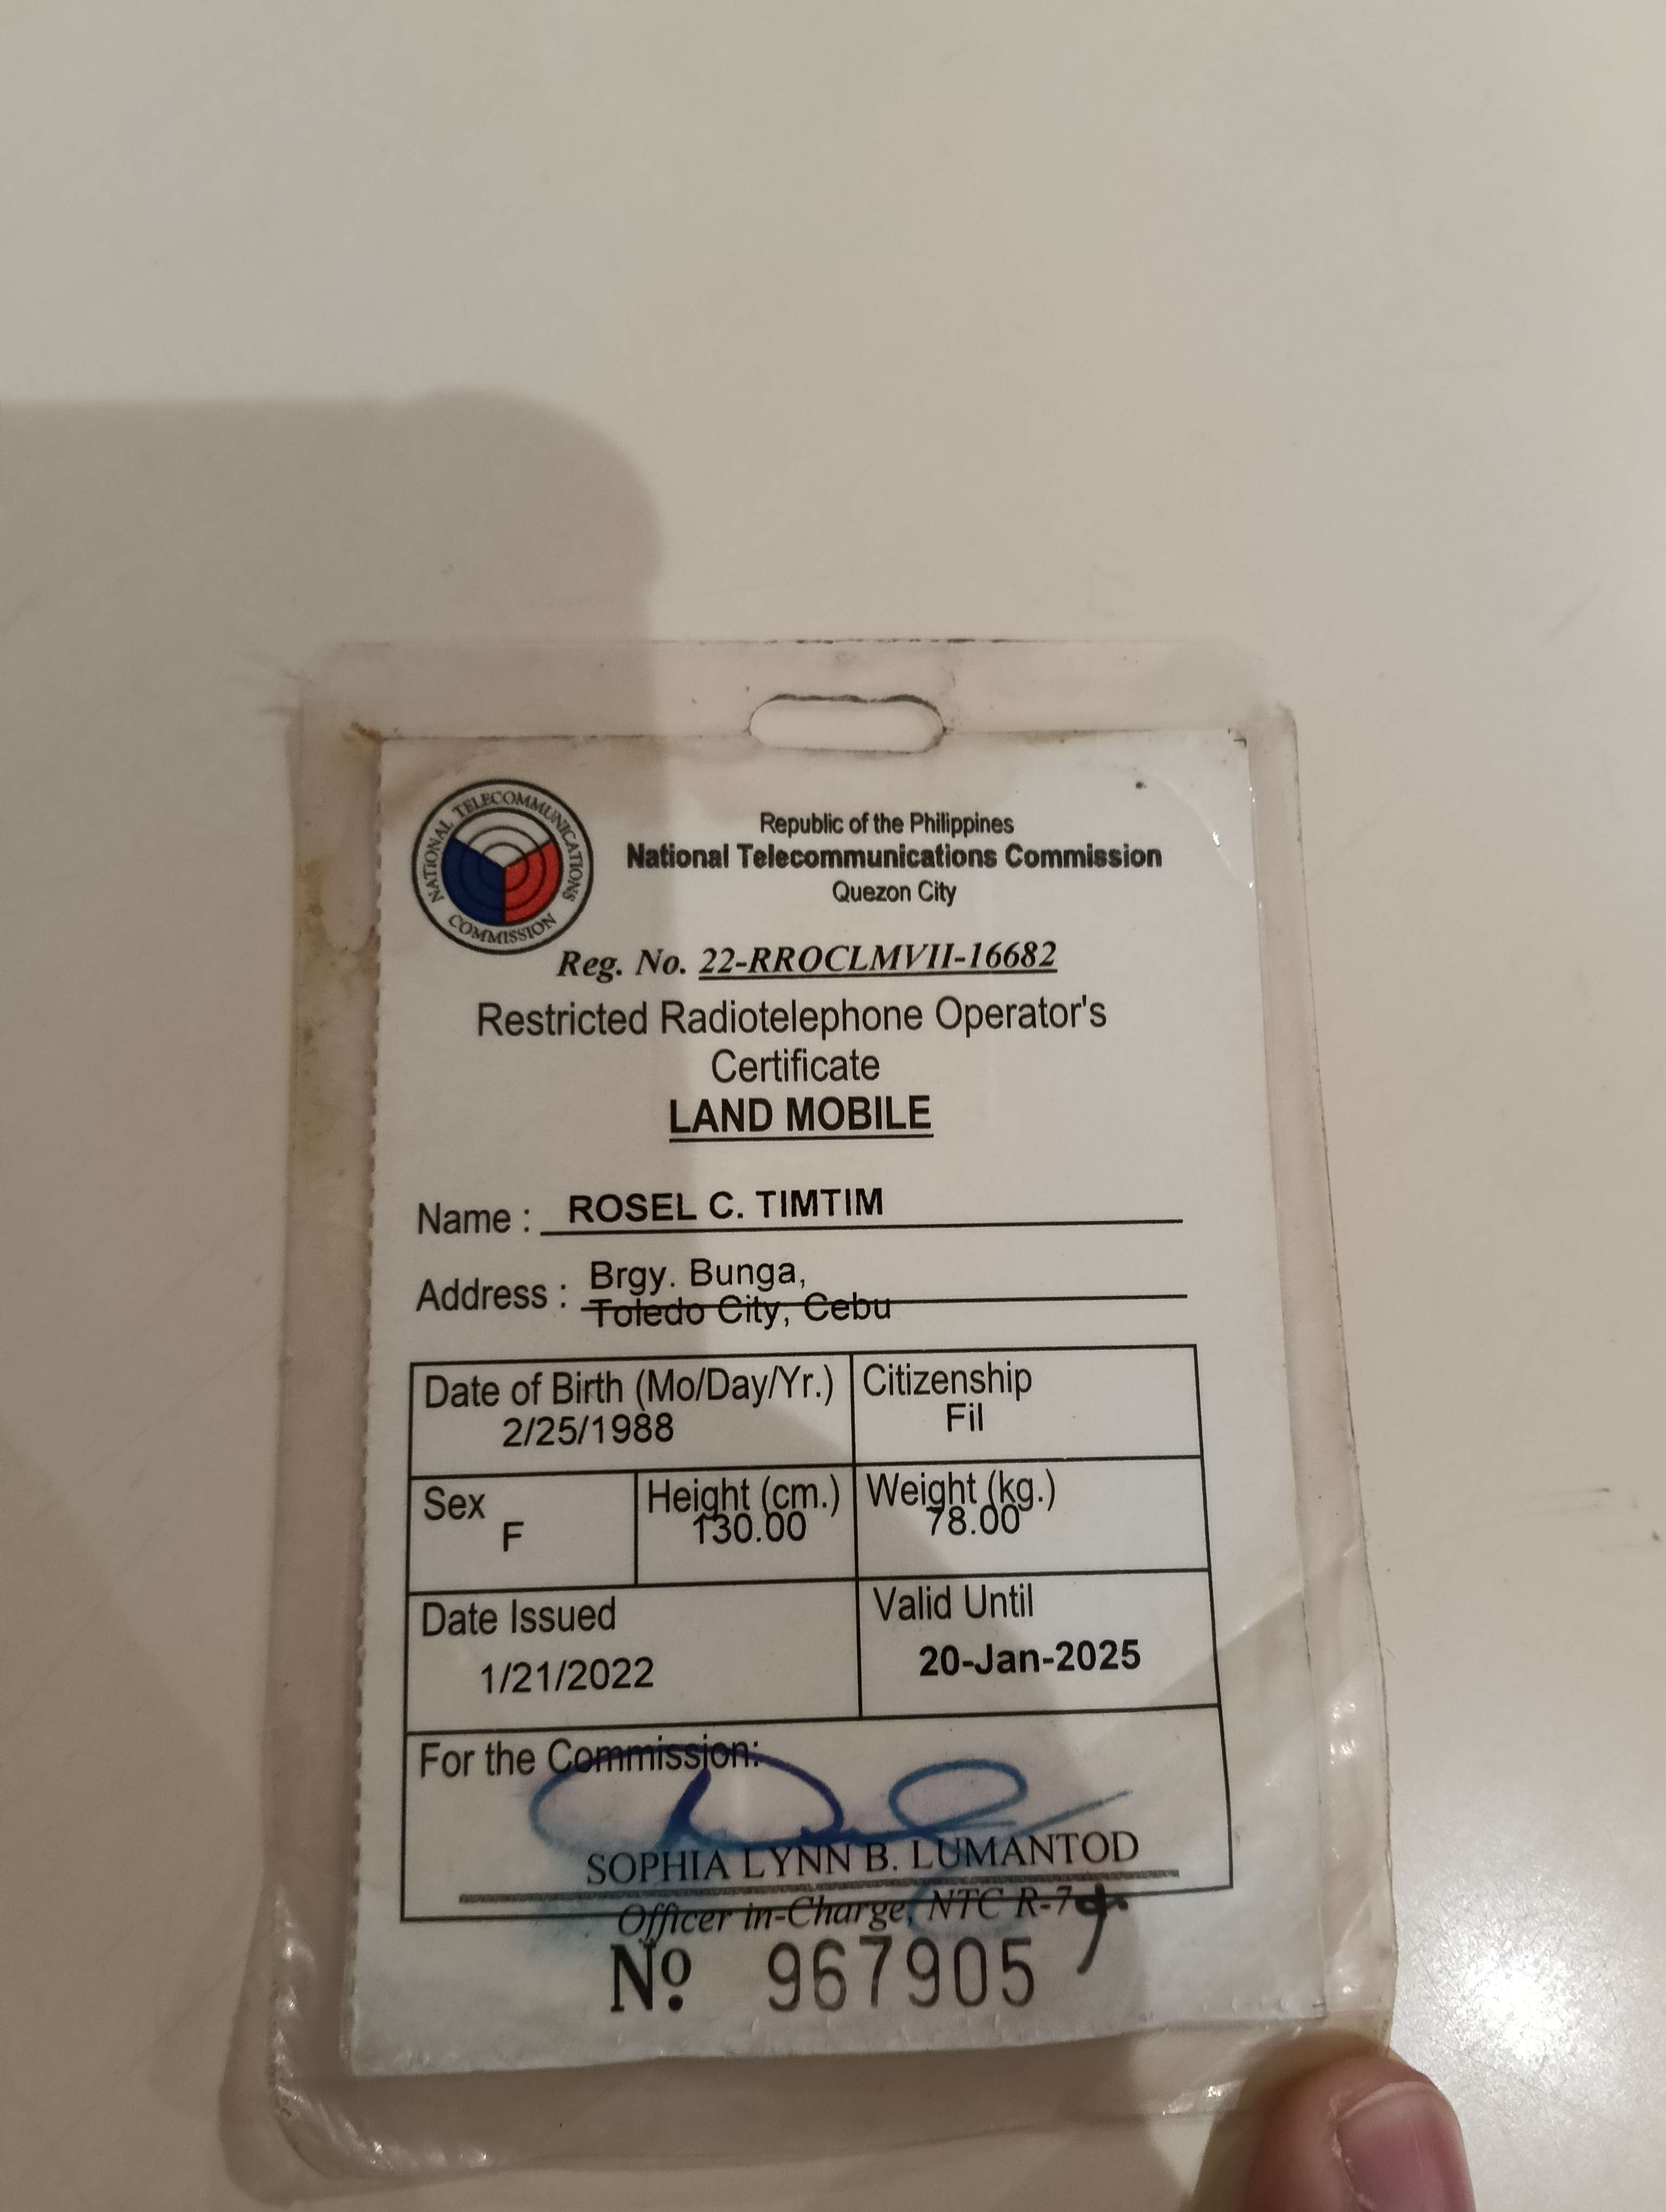 NATIONAL TELECOMMUNICATIONS COMMISSION
Republic of the Philippines
National Telecommunications Commission
Quezon City
Reg. No. 22-RROCLMVII-16682
Restricted Radiotelephone Operator's
Certificate
LAND MOBILE
Name : ROSEL C. TIMTIM
Address : Brgy. Bunga,
Toledo City, Cebu
Date of Birth (Mo/Day/Yr.) Citizenship
2/25/1988 Fil
Sex Height (cm.) Weight (kg.)
F 130.00 78.00
Date Issued Valid Until
1/21/2022 20-Jan-2025
For the Commission:
SOPHIA LYNN B. LUMANTOD
Officer in-Charge, NTC R-7
Nº 967905